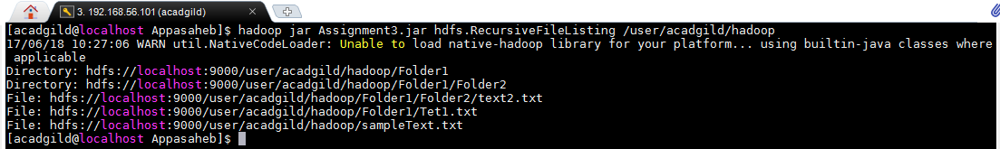 3. 192.168.56.101 (acadgild)
[acadgild@localhost Appasaheb]$ hadoop jar Assignment3.jar hdfs.RecursiveFileListing /user/acadgild/hadoop
17/06/18 10:27:06 WARN util.NativeCodeLoader: Unable to load native-hadoop library for your platform... using builtin-java classes where
applicable
Directory: hdfs://localhost:9000/user/acadgild/hadoop/Folder1
Directory: hdfs://localhost:9000/user/acadgild/hadoop/Folder1/Folder2
File: hdfs://localhost:9000/user/acadgild/hadoop/Folder1/Folder2/text2.txt
File: hdfs://localhost:9000/user/acadgild/hadoop/Folder1/Tet1.txt
File: hdfs://localhost:9000/user/acadgild/hadoop/sampleText.txt
[acadgild@localhost Appasaheb]$